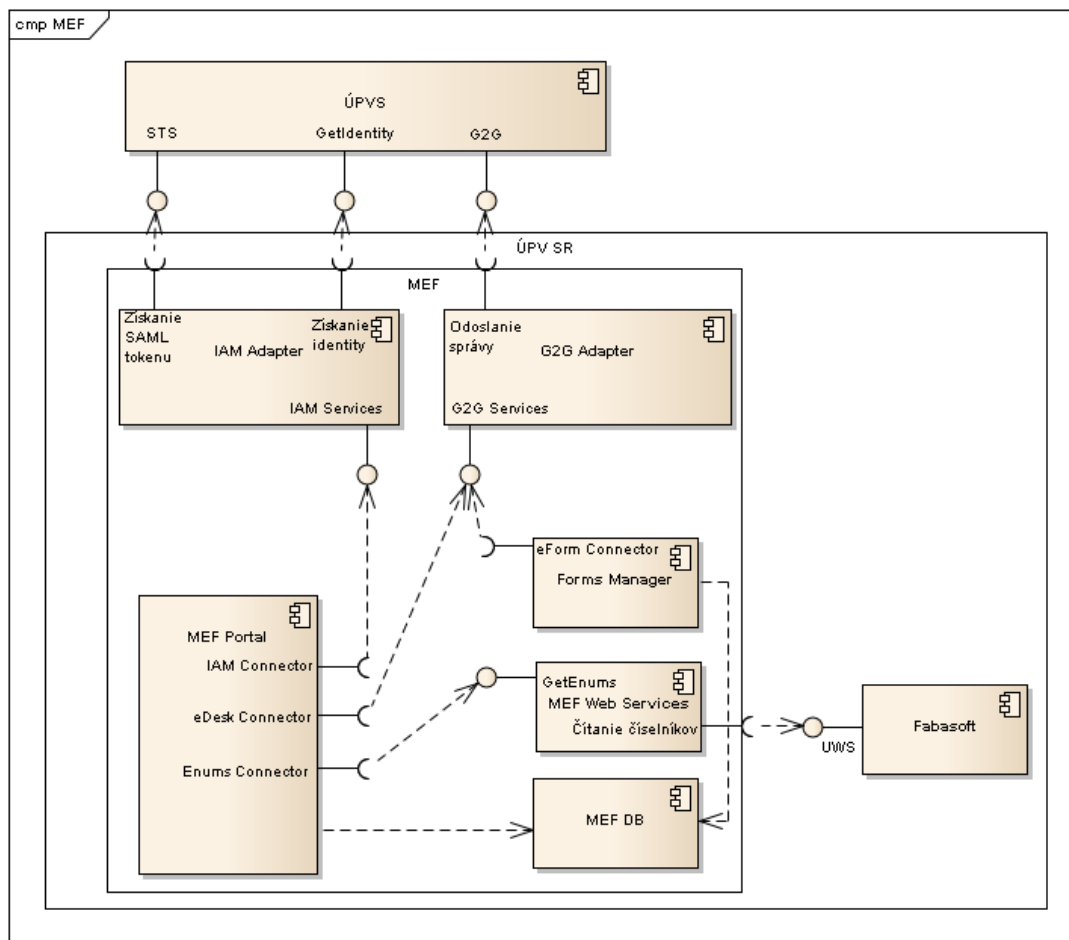 cmp MEF
ÚPVS
STS
GetIdentity
G2G
ÚPV SR
MEF
Získanie
SAML
tokenu
IAM Adapter
Získanie
identity
IAM Services
Odoslanie
správy
G2G Adapter
G2G Services
eForm Connector
Forms Manager
MEF Portal
IAM Connector
eDesk Connector
Enums Connector
GetEnums
MEF Web Services
Čítanie číselníkov
UWS
Fabasoft
MEF DB